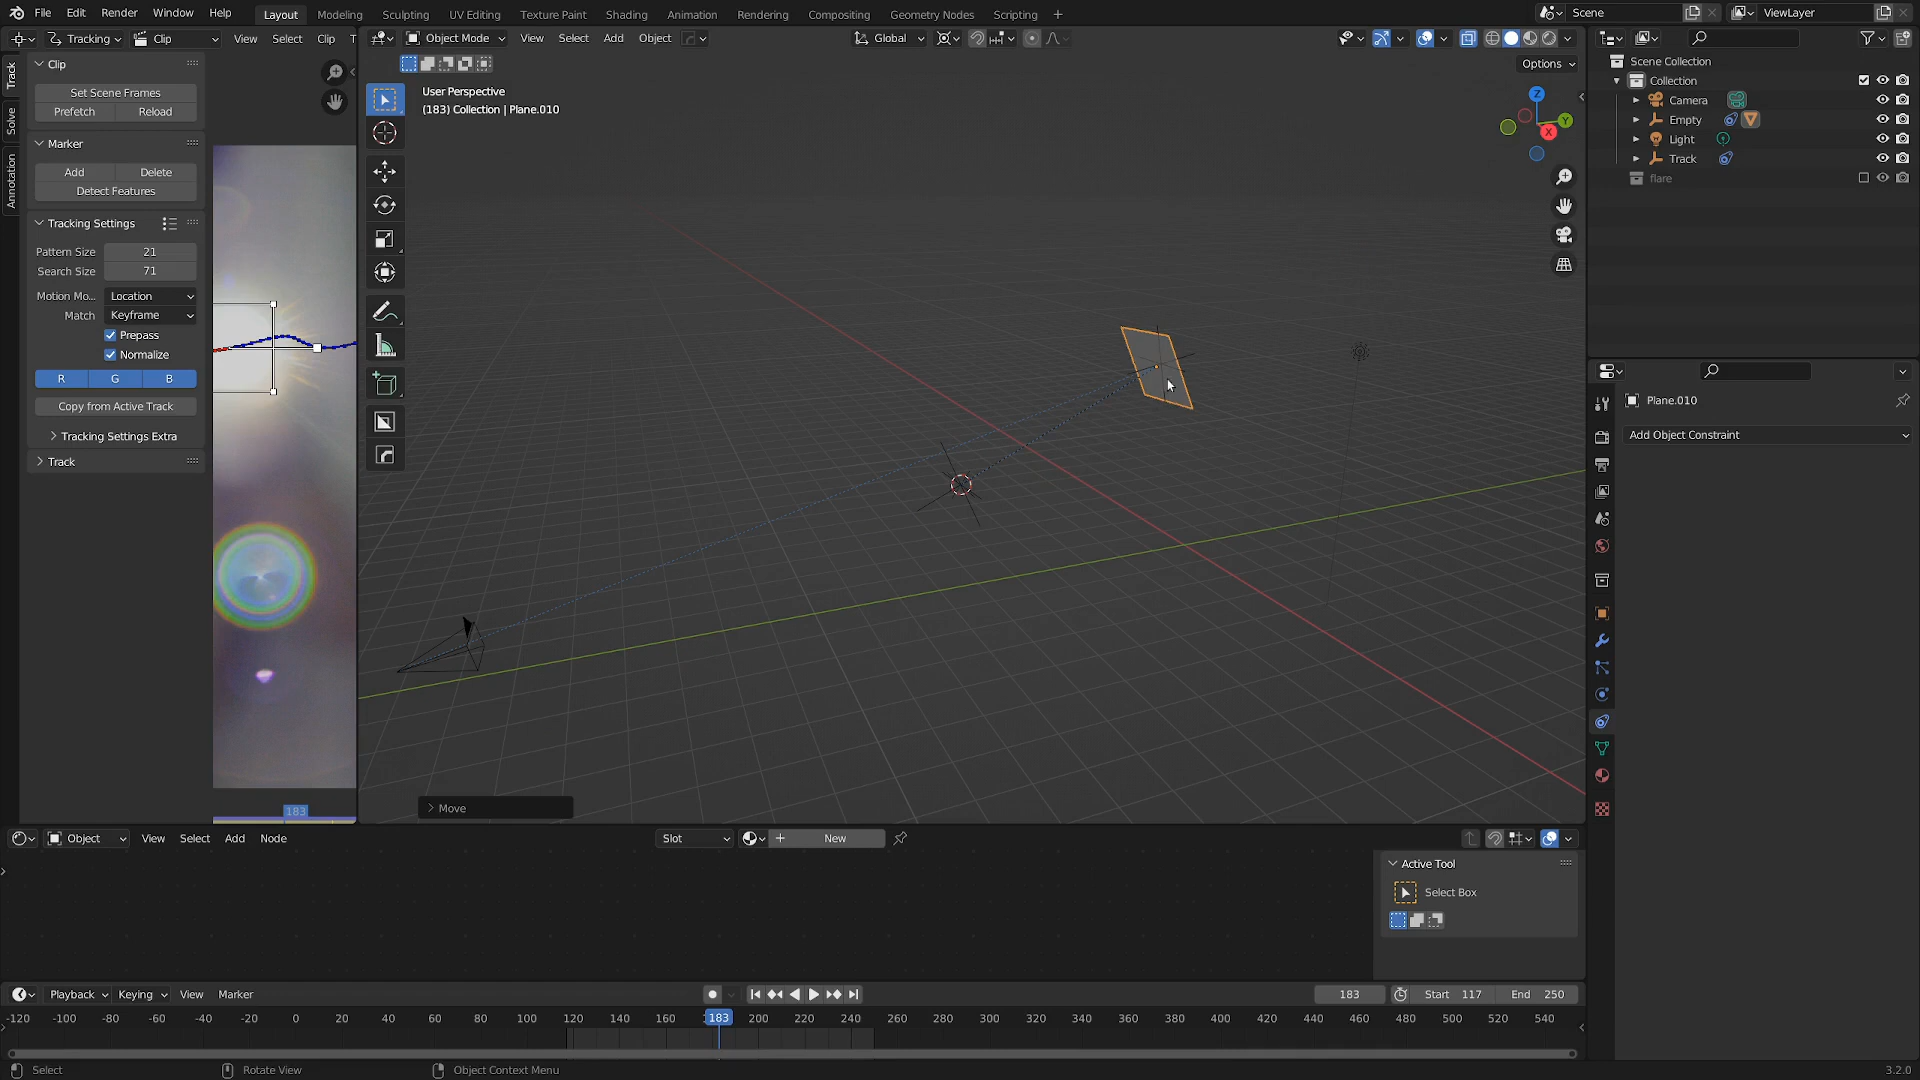 File Edit Render Window Help Layout Modeling Sculpting UV Editing Texture Paint Shading Animation Rendering Compositing Geometry Nodes Scripting + Scene ViewLayer
Tracking Clip View Select Clip T
Object Mode View Select Add Object Global
Options
User Perspective
(183) Collection | Plane.010
Z
Y
X
Track
Solve
Annotation
Clip
Set Scene Frames
Prefetch Reload
Marker
Add Delete
Detect Features
Tracking Settings
Pattern Size 21
Search Size 71
Motion Mo... Location
Match Keyframe
Prepass
Normalize
R G B
Copy from Active Track
Tracking Settings Extra
Track
183
Move
Scene Collection
Collection
Camera
Empty
Light
Track
flare
Plane.010
Add Object Constraint
Object View Select Add Node Slot New
Active Tool
Select Box
Playback Keying View Marker 183 Start 117 End 250
-120 -100 -80 -60 -40 -20 0 20 40 60 80 100 120 140 160 183 200 220 240 260 280 300 320 340 360 380 400 420 440 460 480 500 520 540
Select Rotate View Object Context Menu 3.2.0